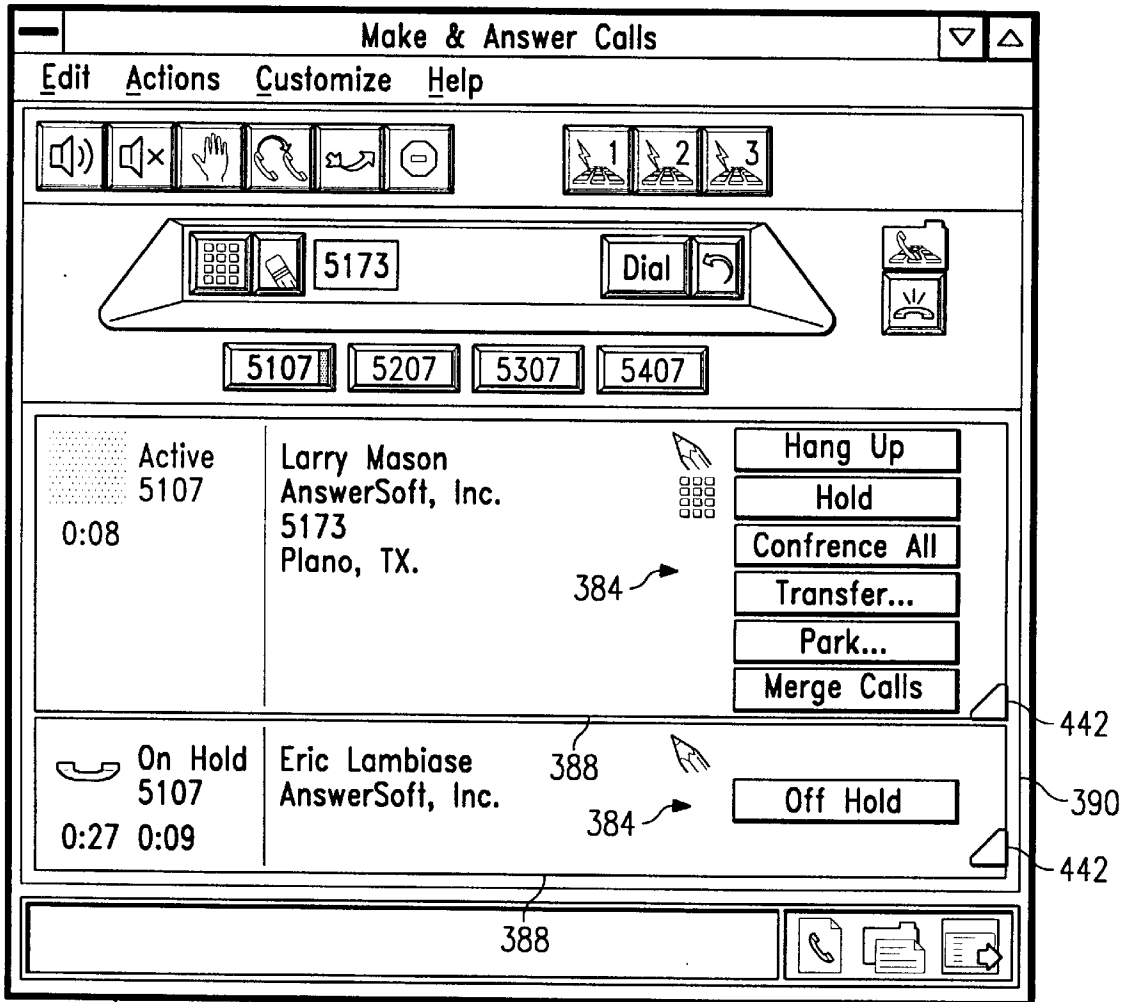 Make & Answer Calls
Edit Actions Customize Help
1 2 3
5173 Dial
5107 5207 5307 5407
Active
5107
0:08
Larry Mason
AnswerSoft, Inc.
5173
Plano, TX.
384
Hang Up
Hold
Confrence All
Transfer...
Park...
Merge Calls
442
On Hold
5107
0:27 0:09
Eric Lambiase
AnswerSoft, Inc.
388
384
Off Hold
390
442
388